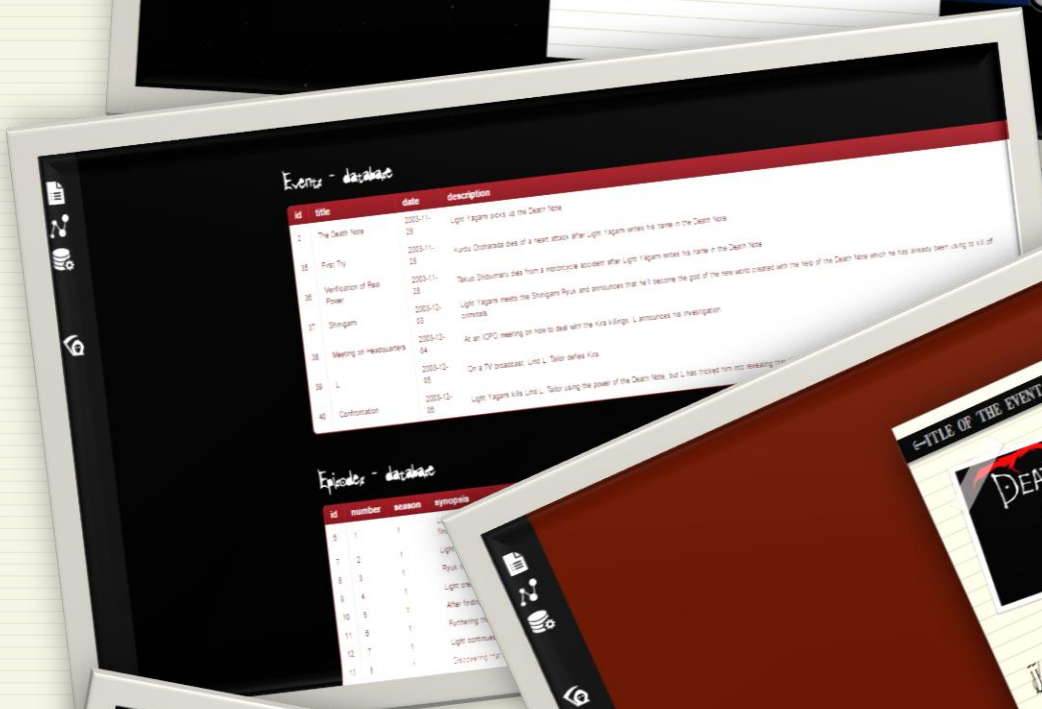 Events - database
id title date description
2 The Death Note 2003-11-28 Light Yagami picks up the Death Note
35 First Try 2003-11-28 Kurou Otoharada dies of a heart attack after Light Yagami writes his name in the Death Note
36 Verification of Real Power 2003-11-28 Takuo Shibuimaru dies from a motorcycle accident after Light Yagami writes his name in the Death Note
37 Shinigami 2003-12-03 Light Yagami meets the Shinigami Ryuk and announces that he'll become the god of the new world created with the help of the Death Note which he has already been using to kill off criminals
38 Meeting on Headquarters 2003-12-04 At an ICPO meeting on how to deal with the Kira killings, L announces his investigation
39 L 2003-12-05 On a TV broadcast, Lind L. Tailor defies Kira
40 Confrontation 2003-12-05 Light Yagami kills Lind L. Tailor using the power of the Death Note, but L has tricked him into revealing
Episodes - database
id number season synopsis
6 1 1
7 2 1 Light
8 3 1 Ryuk
9 4 1 Light
10 5 1 After
11 6 1 Furthering
12 7 1 Light continues
13 8 1 Discovering
TITLE OF THE EVENT